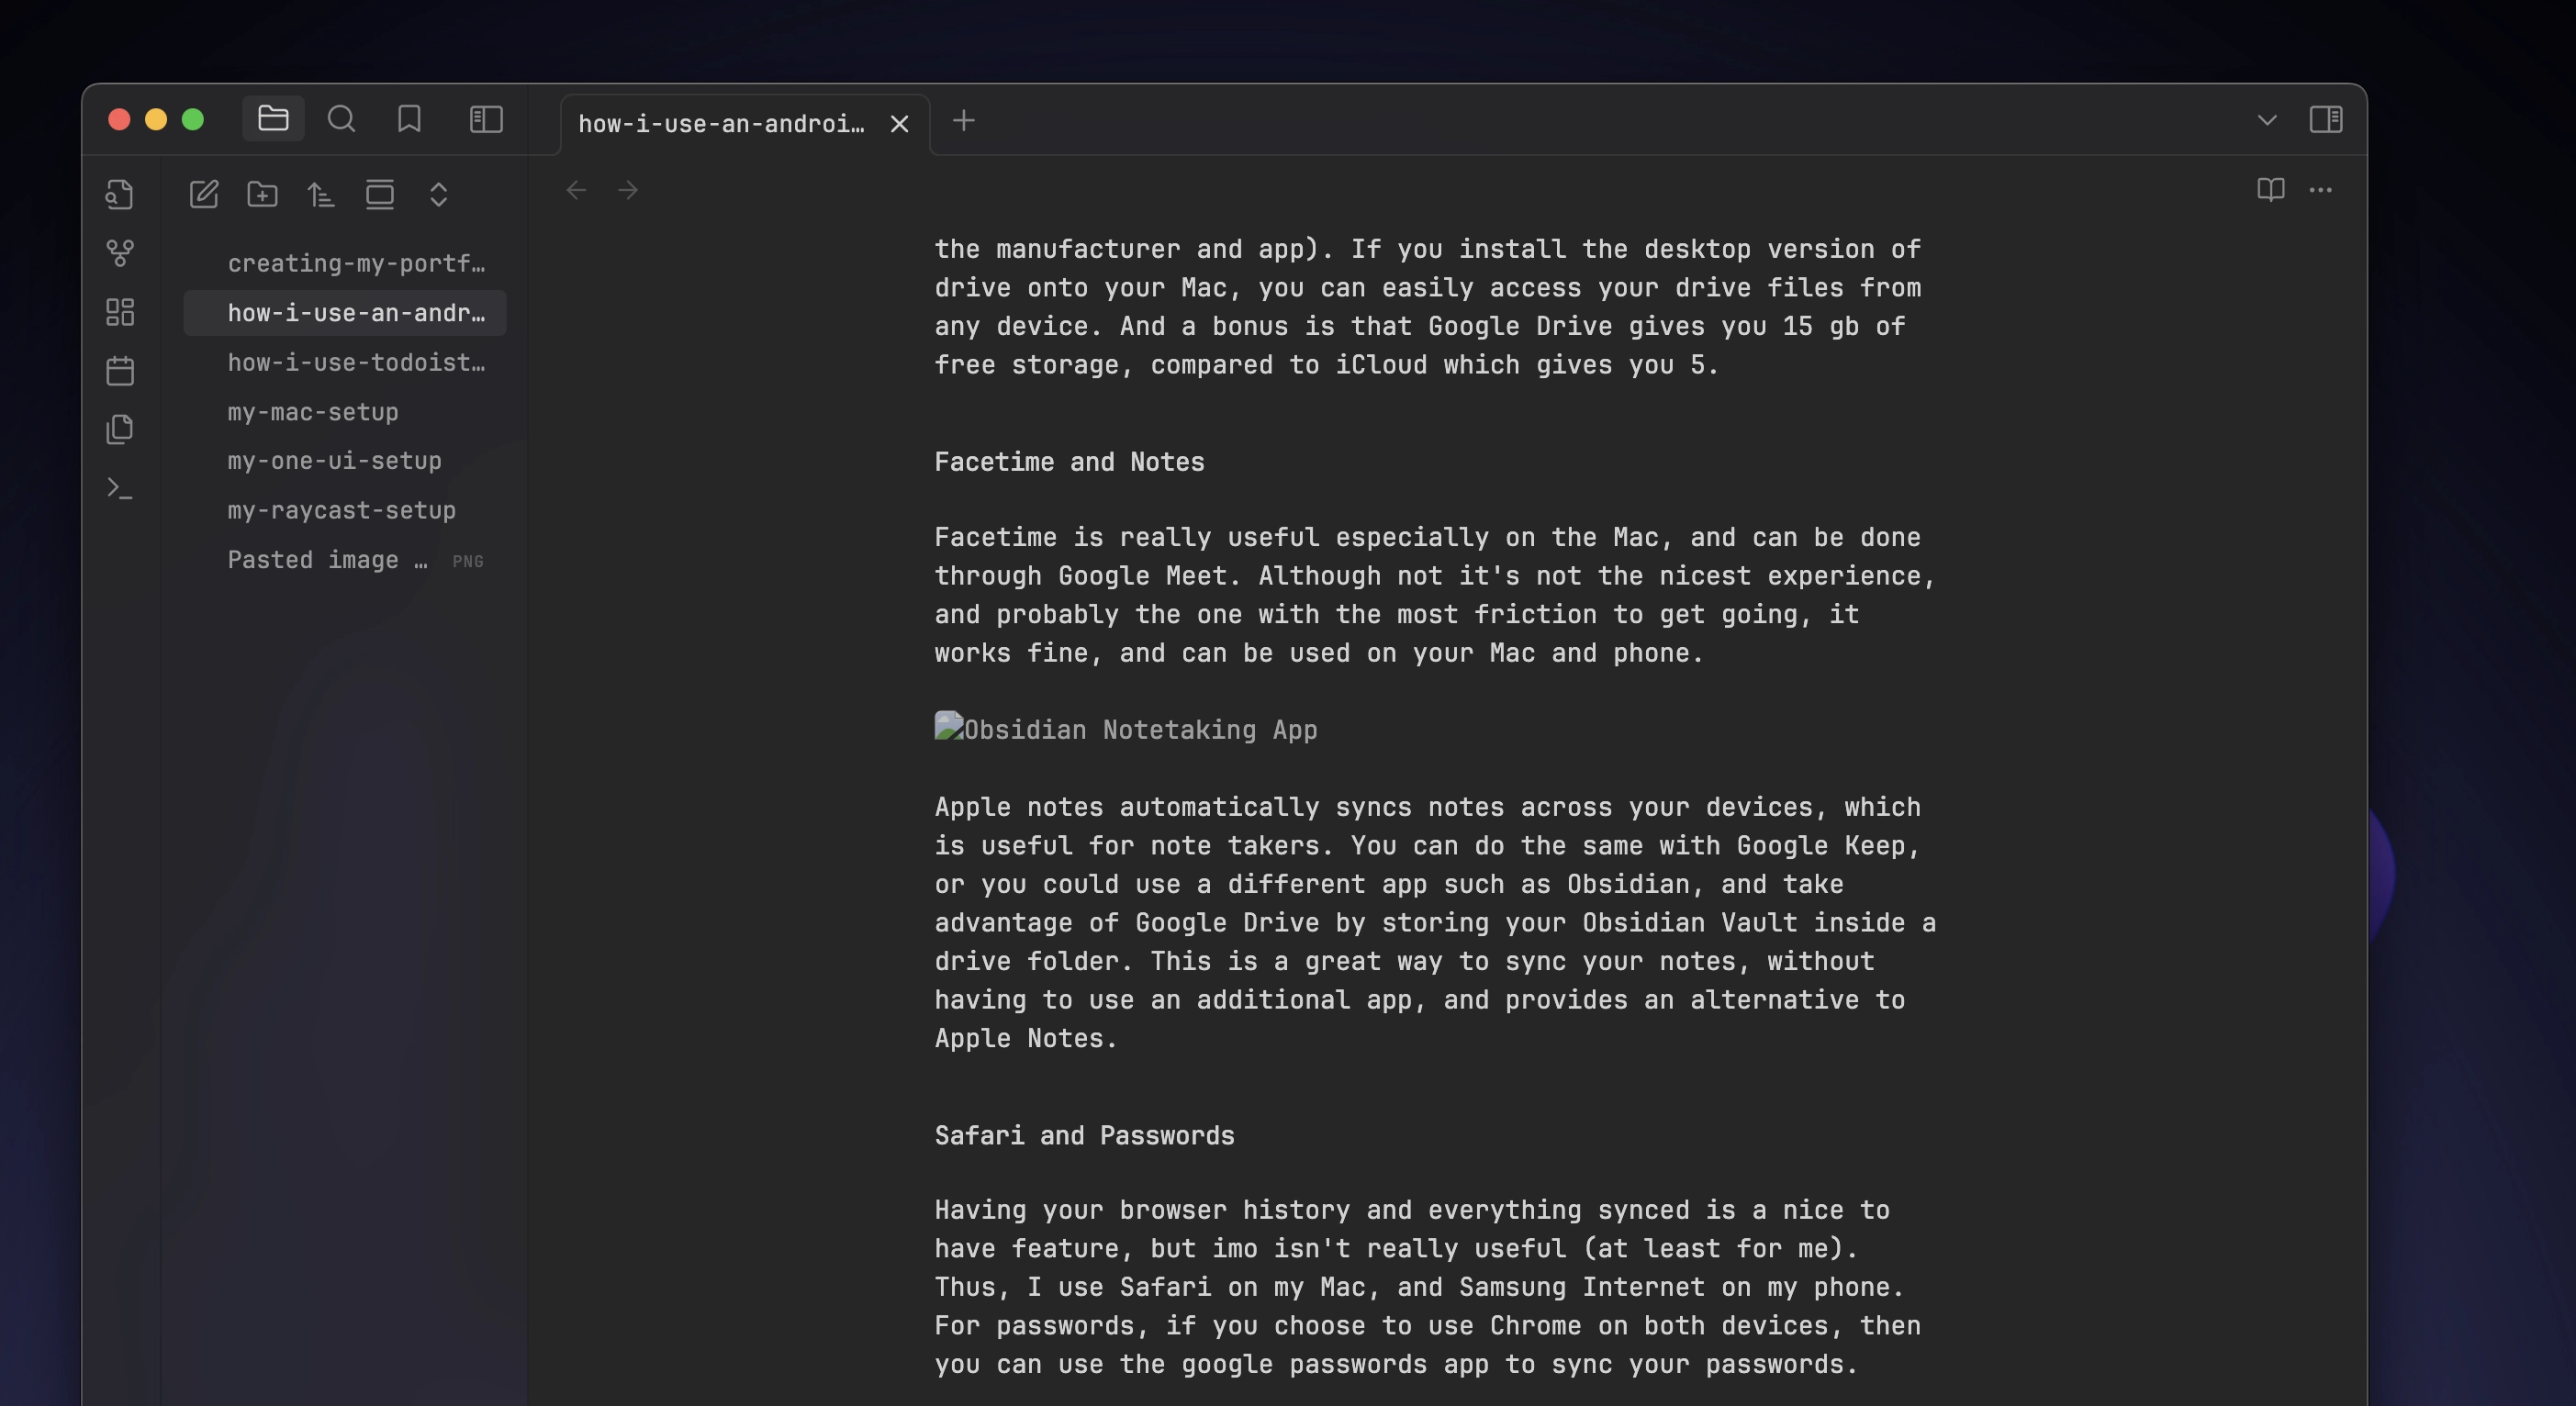 how-i-use-an-androi…
creating-my-portf…
how-i-use-an-andr…
how-i-use-todoist…
my-mac-setup
my-one-ui-setup
my-raycast-setup
Pasted image … PNG
the manufacturer and app). If you install the desktop version of
drive onto your Mac, you can easily access your drive files from
any device. And a bonus is that Google Drive gives you 15 gb of
free storage, compared to iCloud which gives you 5.
Facetime and Notes
Facetime is really useful especially on the Mac, and can be done
through Google Meet. Although not it's not the nicest experience,
and probably the one with the most friction to get going, it
works fine, and can be used on your Mac and phone.
Obsidian Notetaking App
Apple notes automatically syncs notes across your devices, which
is useful for note takers. You can do the same with Google Keep,
or you could use a different app such as Obsidian, and take
advantage of Google Drive by storing your Obsidian Vault inside a
drive folder. This is a great way to sync your notes, without
having to use an additional app, and provides an alternative to
Apple Notes.
Safari and Passwords
Having your browser history and everything synced is a nice to
have feature, but imo isn't really useful (at least for me).
Thus, I use Safari on my Mac, and Samsung Internet on my phone.
For passwords, if you choose to use Chrome on both devices, then
you can use the google passwords app to sync your passwords.